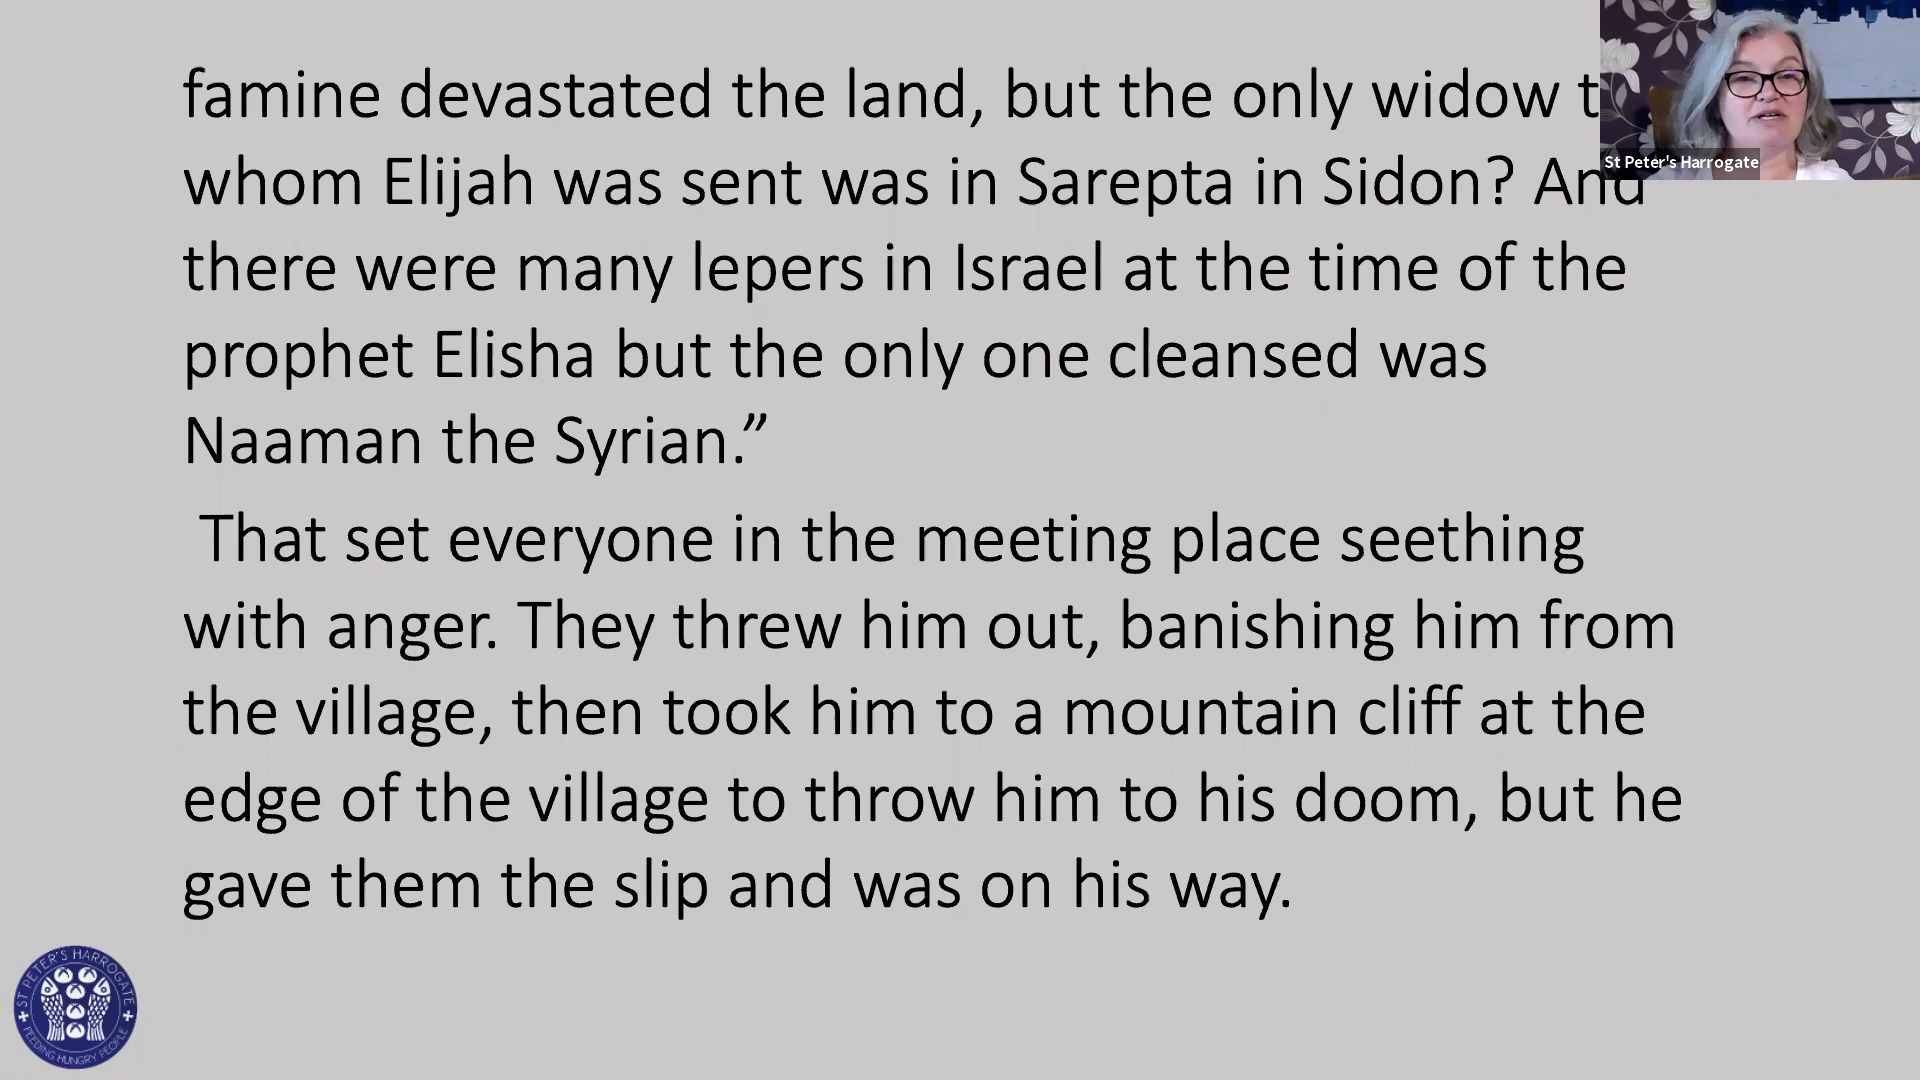 famine devastated the land, but the only widow t
whom Elijah was sent was in Sarepta in Sidon? And
there were many lepers in Israel at the time of the
prophet Elisha but the only one cleansed was
Naaman the Syrian.”
That set everyone in the meeting place seething
with anger. They threw him out, banishing him from
the village, then took him to a mountain cliff at the
edge of the village to throw him to his doom, but he
gave them the slip and was on his way.
St Peter's Harrogate
ST PETER'S HARROGATE
FEEDING HUNGRY PEOPLE